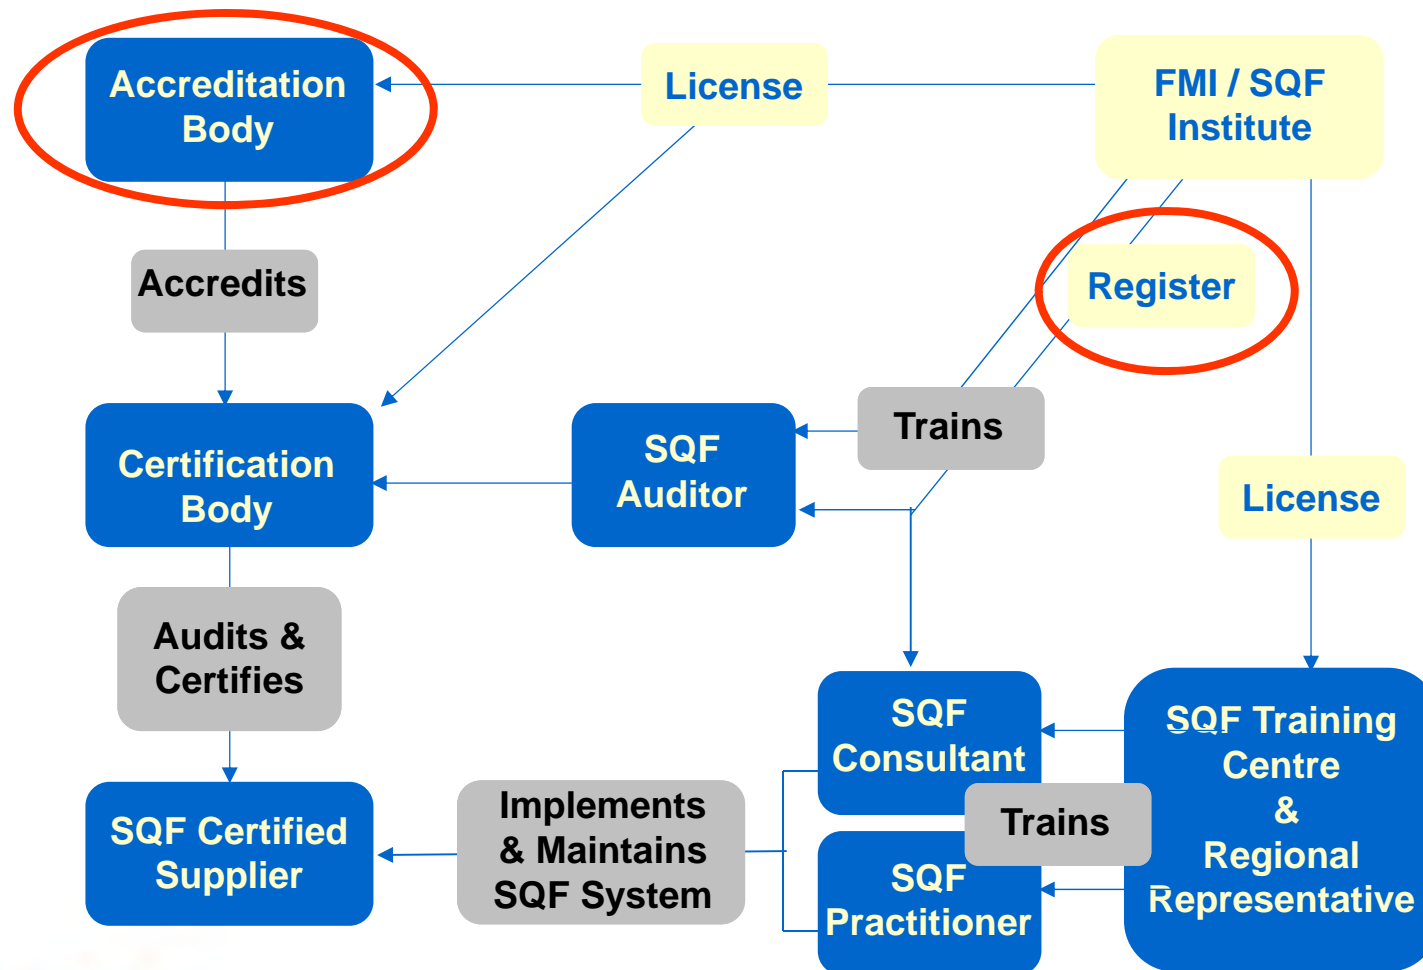 Accreditation
Body
License
FMI / SQF
Institute
Accredits
Register
Trains
Certification
Body
SQF
Auditor
License
Audits &
Certifies
SQF
Consultant
SQF Training
Centre
&
Regional
Representative
Implements
& Maintains
SQF System
Trains
SQF Certified
Supplier
SQF
Practitioner